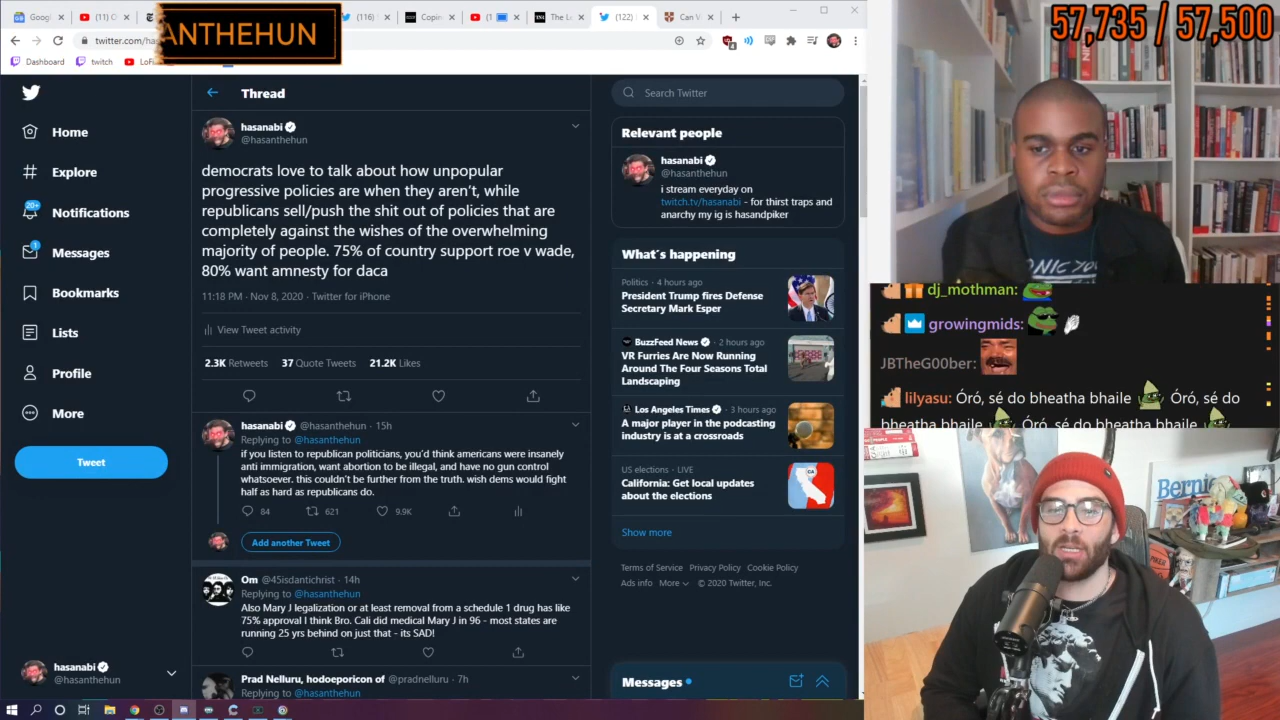 Googl
(11) O
(116)
Copin
(1
The Lo
(122)
Can V
ANTHEHUN
twitter.com/ha
Dashboard
twitch
57,735 / 57,500
Thread
Search Twitter
Home
Explore
20+
Notifications
1
Messages
Bookmarks
Lists
Profile
More
Tweet
hasanabi
@hasanthehun
hasanabi
@hasanthehun
democrats love to talk about how unpopular
progressive policies are when they aren't, while
republicans sell/push the shit out of policies that are
completely against the wishes of the overwhelming
majority of people. 75% of country support roe v wade,
80% want amnesty for daca
11:18 PM · Nov 8, 2020 · Twitter for iPhone
View Tweet activity
2.3K Retweets 37 Quote Tweets 21.2K Likes
hasanabi @hasanthehun · 15h
Replying to @hasanthehun
if you listen to republican politicians, you'd think americans were insanely
anti immigration, want abortion to be illegal, and have no gun control
whatsoever. this couldn't be further from the truth. wish dems would fight
half as hard as republicans do.
84 621 9.9K
Add another Tweet
Om @45isdantichrist · 14h
Replying to @hasanthehun
Also Mary J legalization or at least removal from a schedule 1 drug has like
75% approval I think Bro. Cali did medical Mary J in 96 - most states are
running 25 yrs behind on just that - its SAD!
Prad Nelluru, hodoeporicon of @pradnelluru · 7h
Replying to @hasanthehun
Relevant people
hasanabi
@hasanthehun
i stream everyday on
twitch.tv/hasanabi - for thirst traps and
anarchy my ig is hasandpiker
What's happening
Politics · 4 hours ago
President Trump fires Defense
Secretary Mark Esper
BuzzFeed News · 2 hours ago
VR Furries Are Now Running
Around The Four Seasons Total
Landscaping
Los Angeles Times · 3 hours ago
A major player in the podcasting
industry is at a crossroads
US elections · LIVE
California: Get local updates
about the elections
Show more
Terms of Service Privacy Policy Cookie Policy
Ads info More © 2020 Twitter, Inc.
Messages
dj_mothman:
growingmids:
JBTheG00ber:
lilyasu: Óró, sé do bheatha bhaile Óró, sé do
bheatha bhaile Óró, sé do bheatha bhaile
Bernie